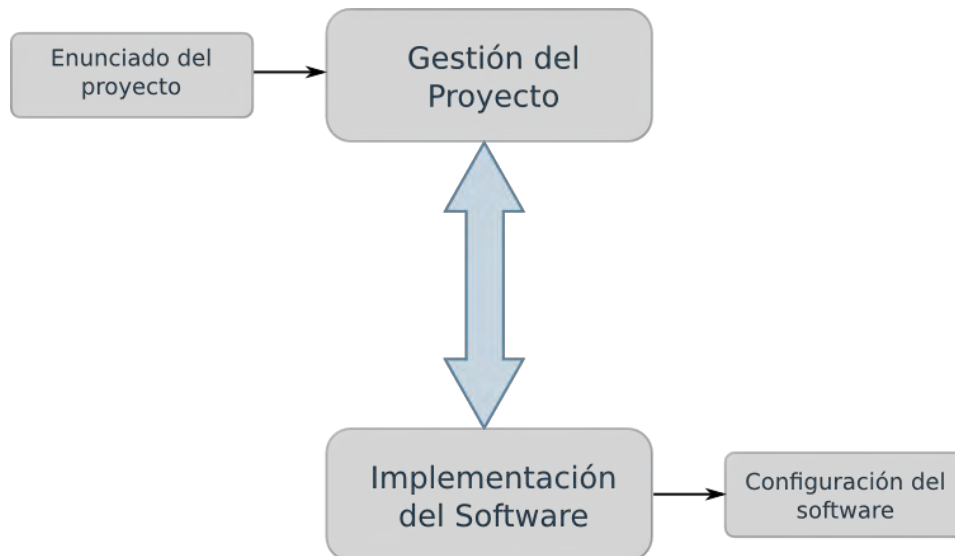 Enunciado del
proyecto
Gestión del
Proyecto
Implementación
del Software
Configuración del
software